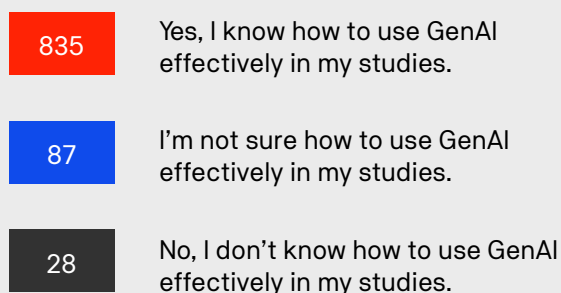 835
Yes, I know how to use GenAI
effectively in my studies.
87
I’m not sure how to use GenAI
effectively in my studies.
28
No, I don’t know how to use GenAI
effectively in my studies.